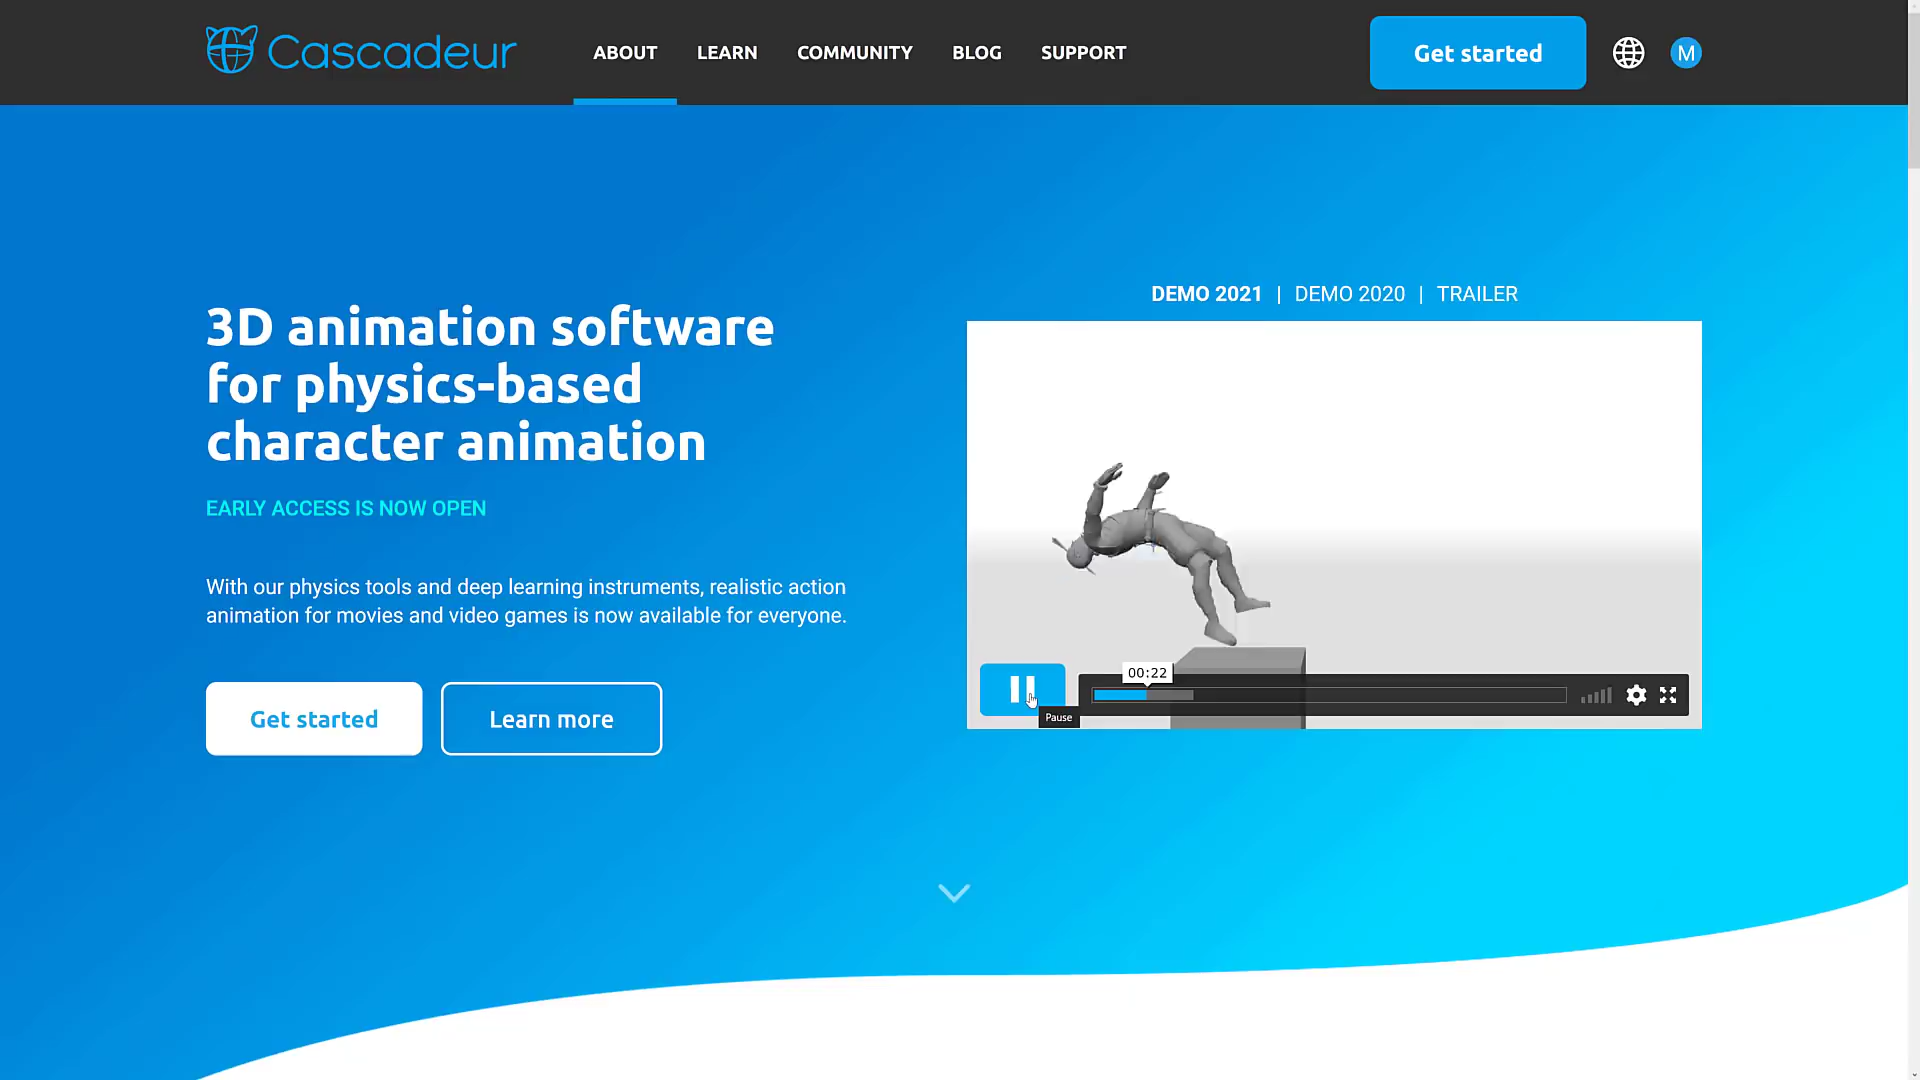 Cascadeur
ABOUT
LEARN
COMMUNITY
BLOG
SUPPORT
Get started
M
3D animation software
for physics-based
character animation
EARLY ACCESS IS NOW OPEN
With our physics tools and deep learning instruments, realistic action
animation for movies and video games is now available for everyone.
Get started
Learn more
DEMO 2021 | DEMO 2020 | TRAILER
00:22
Pause